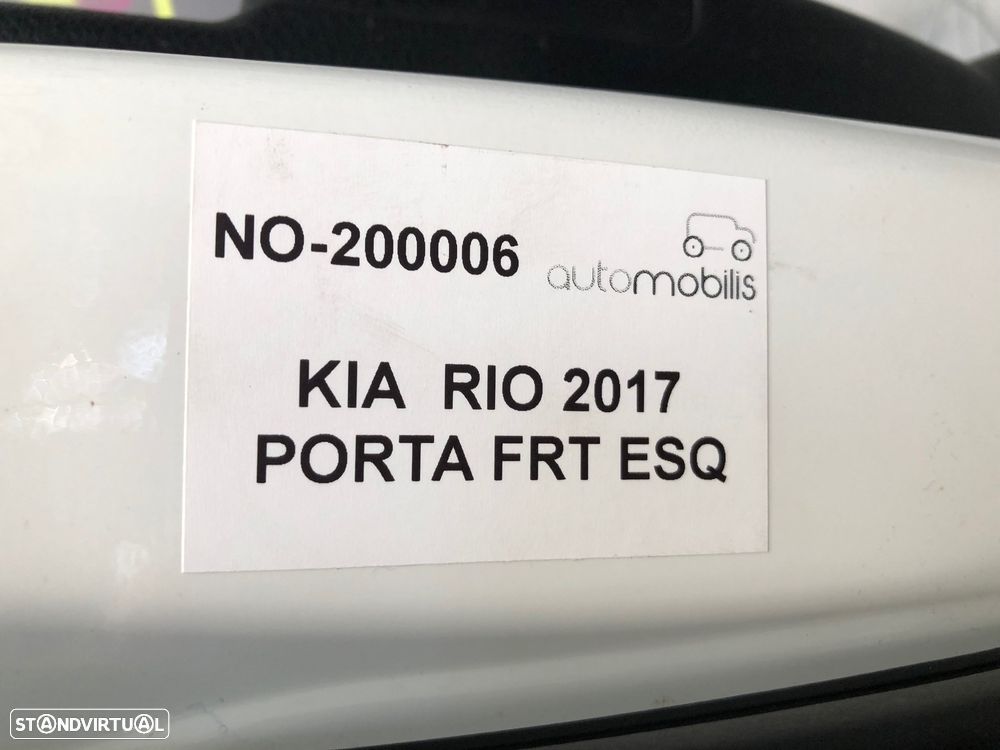 NO-200006
automobilis
KIA RIO 2017
PORTA FRT ESQ
STANDVIRTUAL